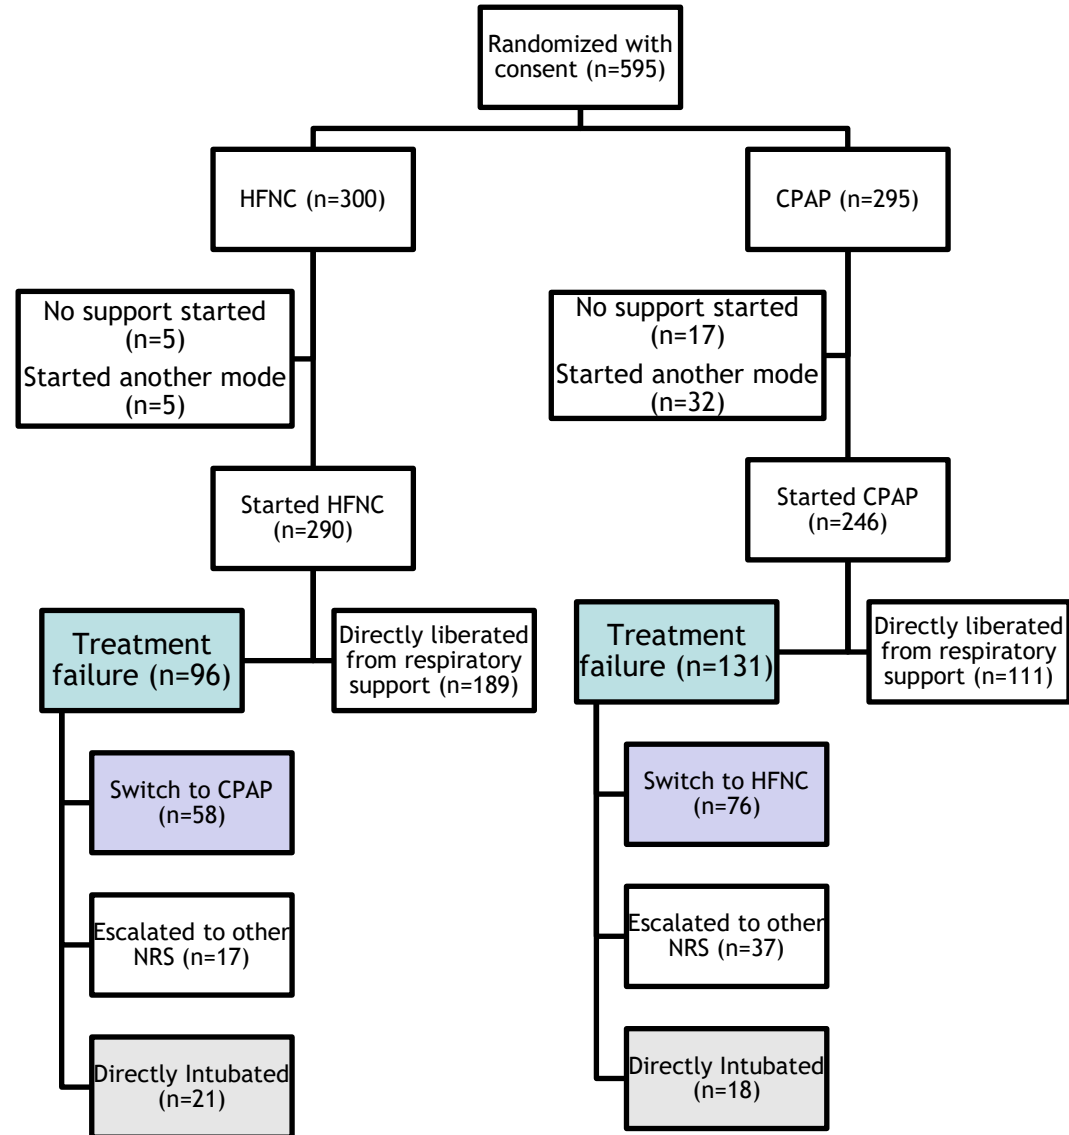 Randomized with
consent (n=595)
HFNC (n=300)
CPAP (n=295)
No support started
(n=5)
Started another mode
(n=5)
No support started
(n=17)
Started another mode
(n=32)
Started HFNC
(n=290)
Started CPAP
(n=246)
Treatment
failure (n=96)
Directly liberated
from respiratory
support (n=189)
Treatment
failure (n=131)
Directly liberated
from respiratory
support (n=111)
Switch to CPAP
(n=58)
Switch to HFNC
(n=76)
Escalated to other
NRS (n=17)
Escalated to other
NRS (n=37)
Directly Intubated
(n=21)
Directly Intubated
(n=18)